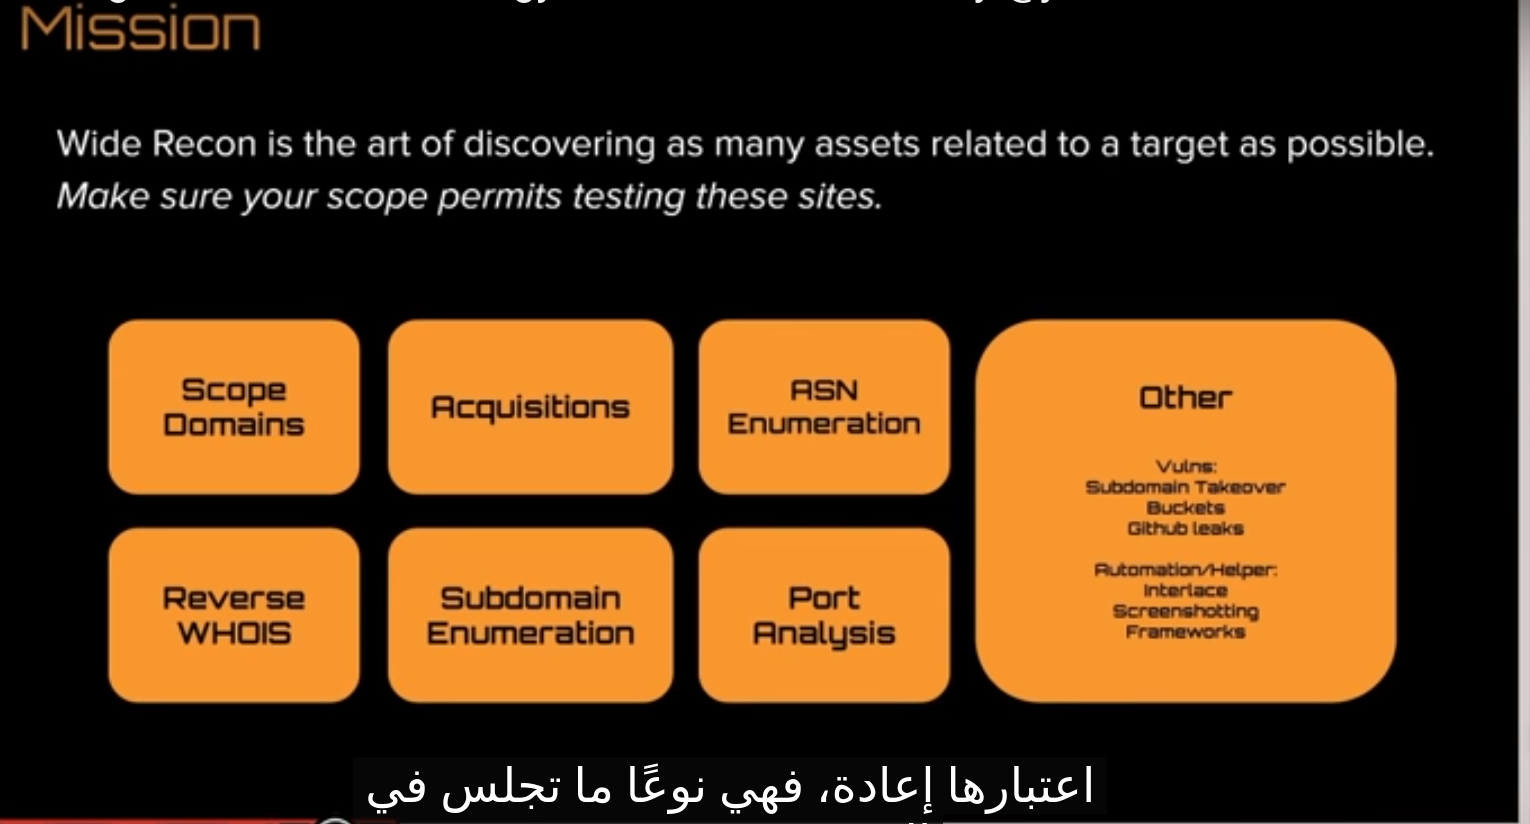 Mission
Wide Recon is the art of discovering as many assets related to a target as possible.
Make sure your scope permits testing these sites.
Scope
Domains
Acquisitions
ASN
Enumeration
Other
Vulns:
Subdomain Takeover
Buckets
Github leaks
Automation/Helper:
Interlace
Screenshotting
Frameworks
Reverse
WHOIS
Subdomain
Enumeration
Port
Analysis
اعتبارها إعادة، فهي نوعًا ما تجلس في